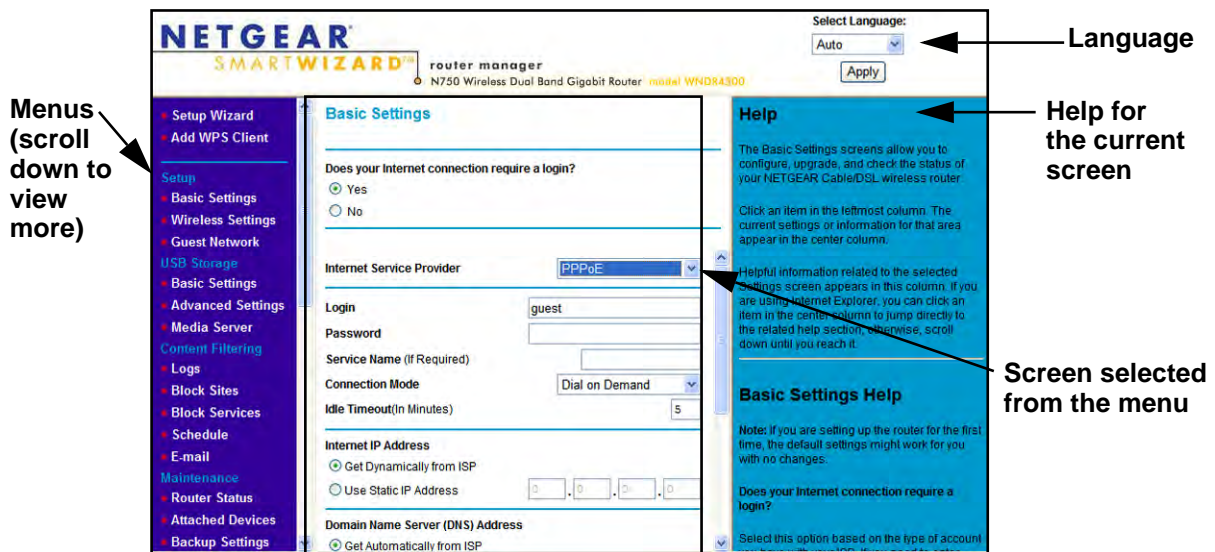 NETGEAR®
SMARTWIZARD™
router manager
N750 Wireless Dual Band Gigabit Router model WNDR4300
Select Language:
Auto
Apply
Language
Menus
(scroll
down to
view
more)
Setup Wizard
Add WPS Client
Setup
Basic Settings
Wireless Settings
Guest Network
USB Storage
Basic Settings
Advanced Settings
Media Server
Content Filtering
Logs
Block Sites
Block Services
Schedule
E-mail
Maintenance
Router Status
Attached Devices
Backup Settings
Basic Settings
Does your Internet connection require a login?
Yes
No
Internet Service Provider PPPoE
Login guest
Password
Service Name (If Required)
Connection Mode Dial on Demand
Idle Timeout(In Minutes) 5
Internet IP Address
Get Dynamically from ISP
Use Static IP Address 0 . 0 . 0 . 0
Domain Name Server (DNS) Address
Get Automatically from ISP
Help
The Basic Settings screens allow you to
configure, upgrade, and check the status of
your NETGEAR Cable/DSL wireless router.
Click an item in the leftmost column. The
current settings or information for that area
appear in the center column.
Helpful information related to the selected
Settings screen appears in this column. If you
are using Internet Explorer, you can click an
item in the center column to jump directly to
the related help section; otherwise, scroll
down until you reach it.
Basic Settings Help
Note: If you are setting up the router for the first
time, the default settings might work for you
with no changes.
Does your Internet connection require a
login?
Select this option based on the type of account
Help for
the current
screen
Screen selected
from the menu